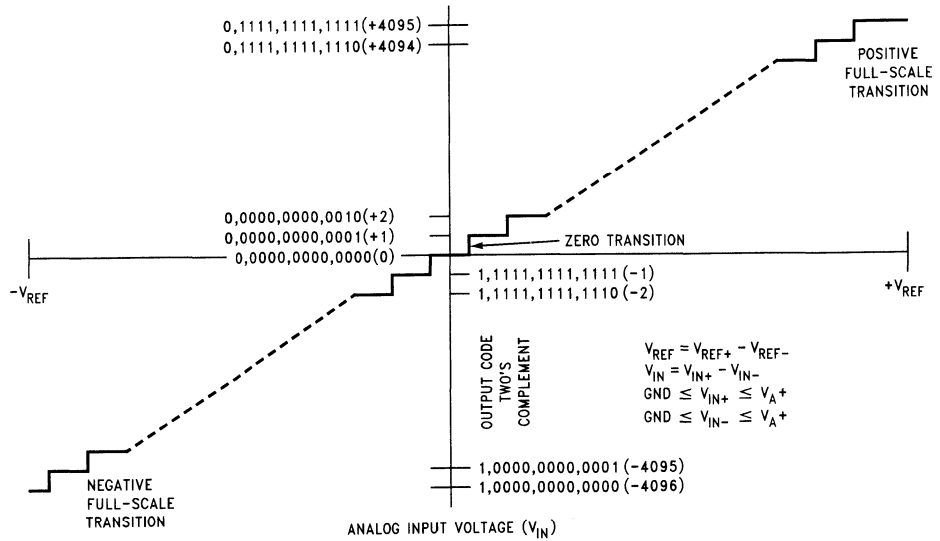 0,1111,1111,1111(+4095)
0,1111,1111,1110(+4094)
POSITIVE
FULL-SCALE
TRANSITION
0,0000,0000,0010(+2)
0,0000,0000,0001(+1)
0,0000,0000,0000(0)
ZERO TRANSITION
1,1111,1111,1111(-1)
1,1111,1111,1110(-2)
-VREF
+VREF
OUTPUT CODE
TWO'S
COMPLEMENT
VREF = VREF+ - VREF-
VIN = VIN+ - VIN-
GND ≤ VIN+ ≤ VA+
GND ≤ VIN- ≤ VA+
1,0000,0000,0001(-4095)
1,0000,0000,0000(-4096)
NEGATIVE
FULL-SCALE
TRANSITION
ANALOG INPUT VOLTAGE (VIN)